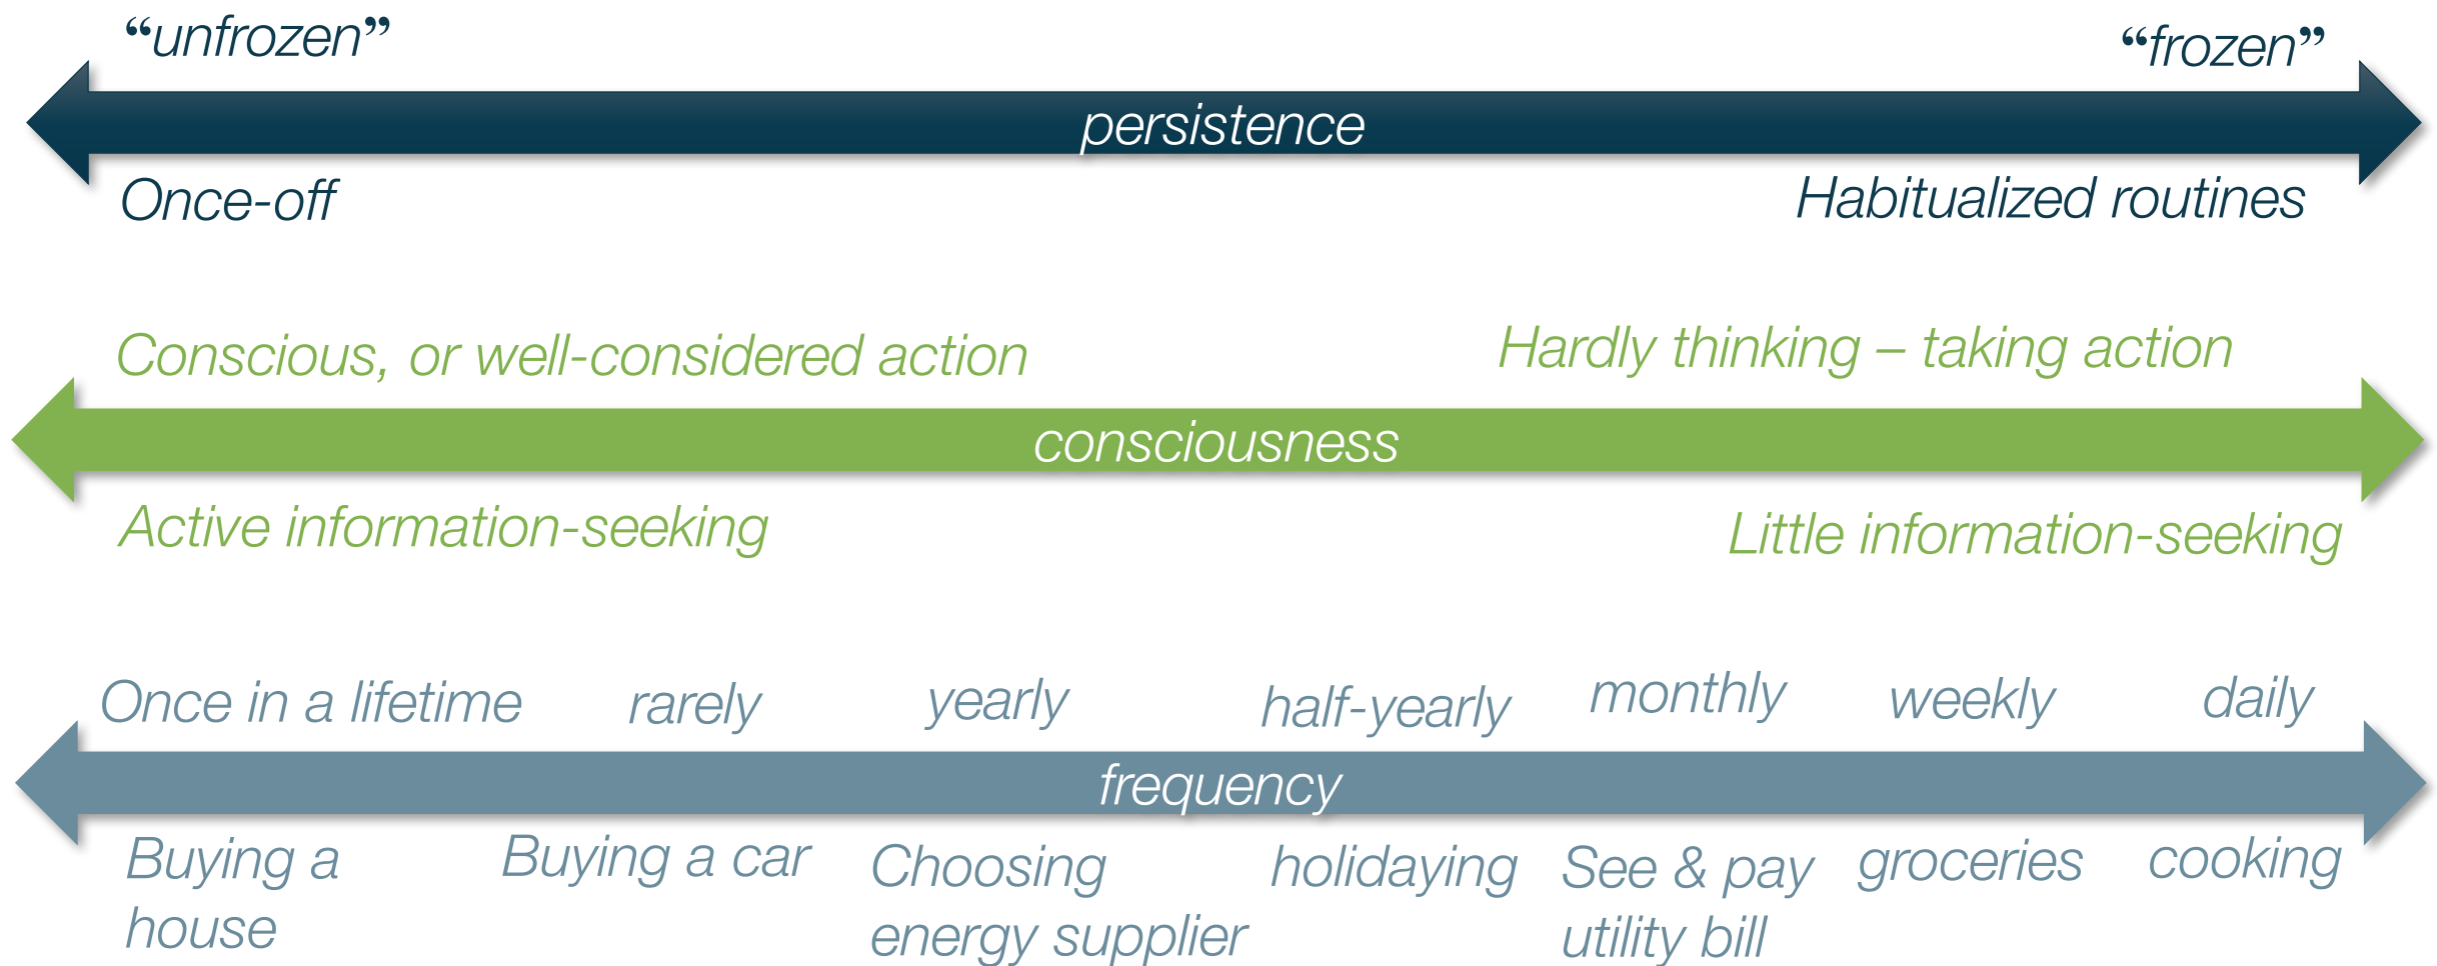 “unfrozen”
“frozen”
persistence
Once-off
Habitualized routines
Conscious, or well-considered action
Hardly thinking – taking action
consciousness
Active information-seeking
Little information-seeking
Once in a lifetime
rarely
yearly
half-yearly
monthly
weekly
daily
frequency
Buying a
house
Buying a car
Choosing
energy supplier
holidaying
See & pay
utility bill
groceries
cooking